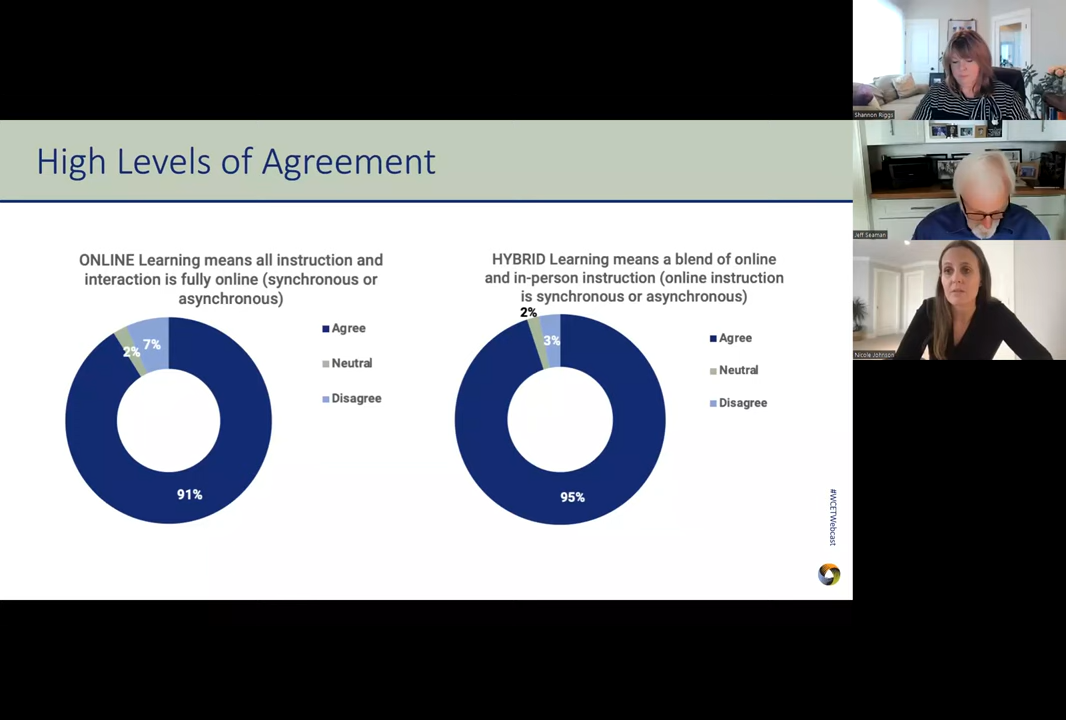 High Levels of Agreement
ONLINE Learning means all instruction and
interaction is fully online (synchronous or
asynchronous)
Agree
Neutral
Disagree
2%
7%
91%
HYBRID Learning means a blend of online
and in-person instruction (online instruction
is synchronous or asynchronous)
2%
3%
95%
Agree
Neutral
Disagree
#WCETWebcast
Shannon Riggs
Jeff Seaman
Nicole Johnson